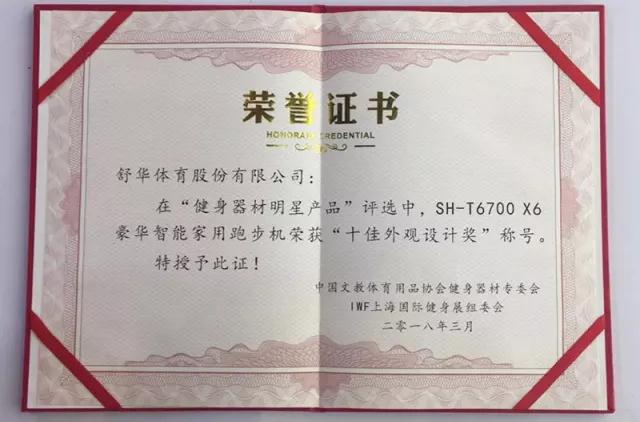 荣誉证书
HONORARY CREDENTIAL
舒华体育股份有限公司：
在“健身器材明星产品”评选中，SH-T6700 X6
豪华智能家用跑步机荣获“十佳外观设计奖”称号。
特授予此证！
中国文教体育用品协会健身器材专委会
IWF上海国际健身展组委会
二零一八年三月